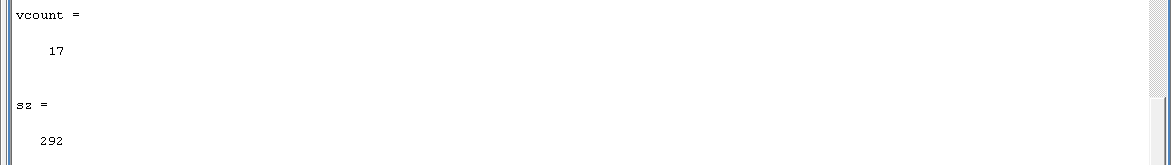 vcount =
17
sz =
292